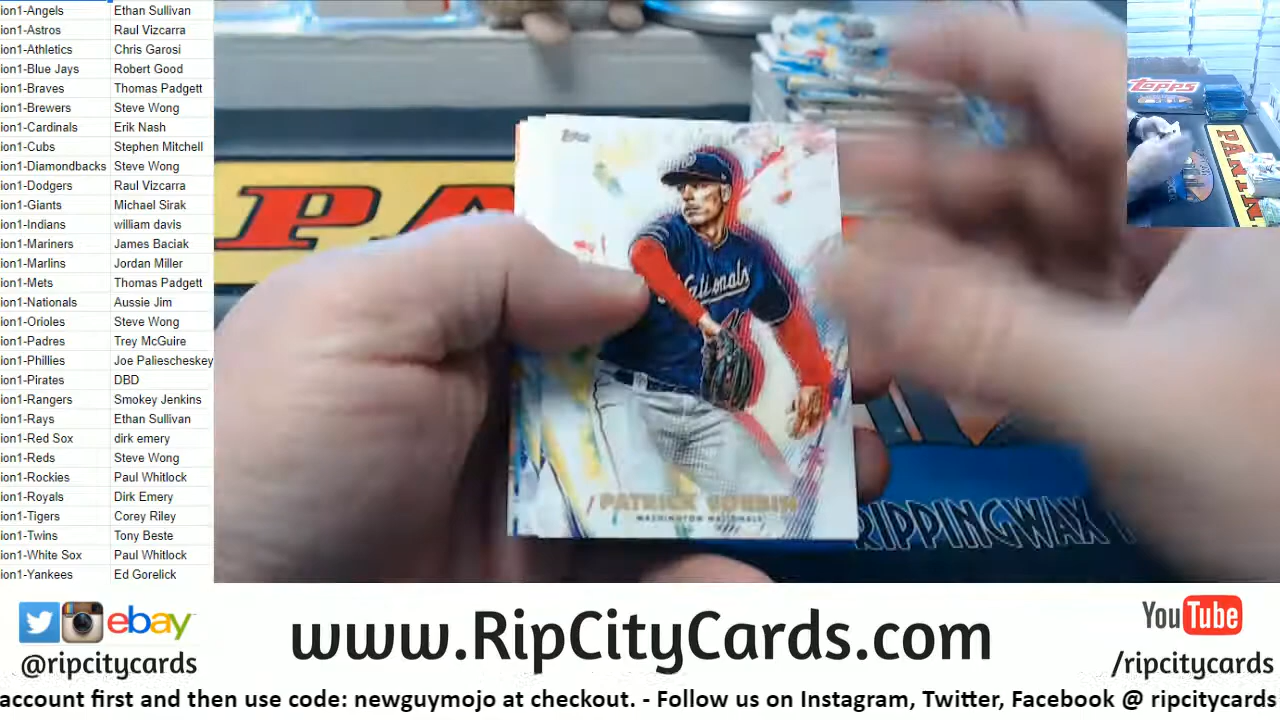 ion1-Angels Ethan Sullivan
ion1-Astros Raul Vizcarra
ion1-Athletics Chris Garosi
ion1-Blue Jays Robert Good
ion1-Braves Thomas Padgett
ion1-Brewers Steve Wong
ion1-Cardinals Erik Nash
ion1-Cubs Stephen Mitchell
ion1-Diamondbacks Steve Wong
ion1-Dodgers Raul Vizcarra
ion1-Giants Michael Sirak
ion1-Indians william davis
ion1-Mariners James Baciak
ion1-Marlins Jordan Miller
ion1-Mets Thomas Padgett
ion1-Nationals Aussie Jim
ion1-Orioles Steve Wong
ion1-Padres Trey McGuire
ion1-Phillies Joe Paliescheskey
ion1-Pirates DBD
ion1-Rangers Smokey Jenkins
ion1-Rays Ethan Sullivan
ion1-Red Sox dirk emery
ion1-Reds Steve Wong
ion1-Rockies Paul Whitlock
ion1-Royals Dirk Emery
ion1-Tigers Corey Riley
ion1-Twins Tony Beste
ion1-White Sox Paul Whitlock
ion1-Yankees Ed Gorelick
PA
Topps
Nationals
PATRICK CORBIN
WASHINGTON NATIONALS
RIPPINGWAX
Topps
PANIN
ebay
@ripcitycards
www.RipCityCards.com
YouTube
/ripcitycards
account first and then use code: newguymojo at checkout. - Follow us on Instagram, Twitter, Facebook @ ripcitycards